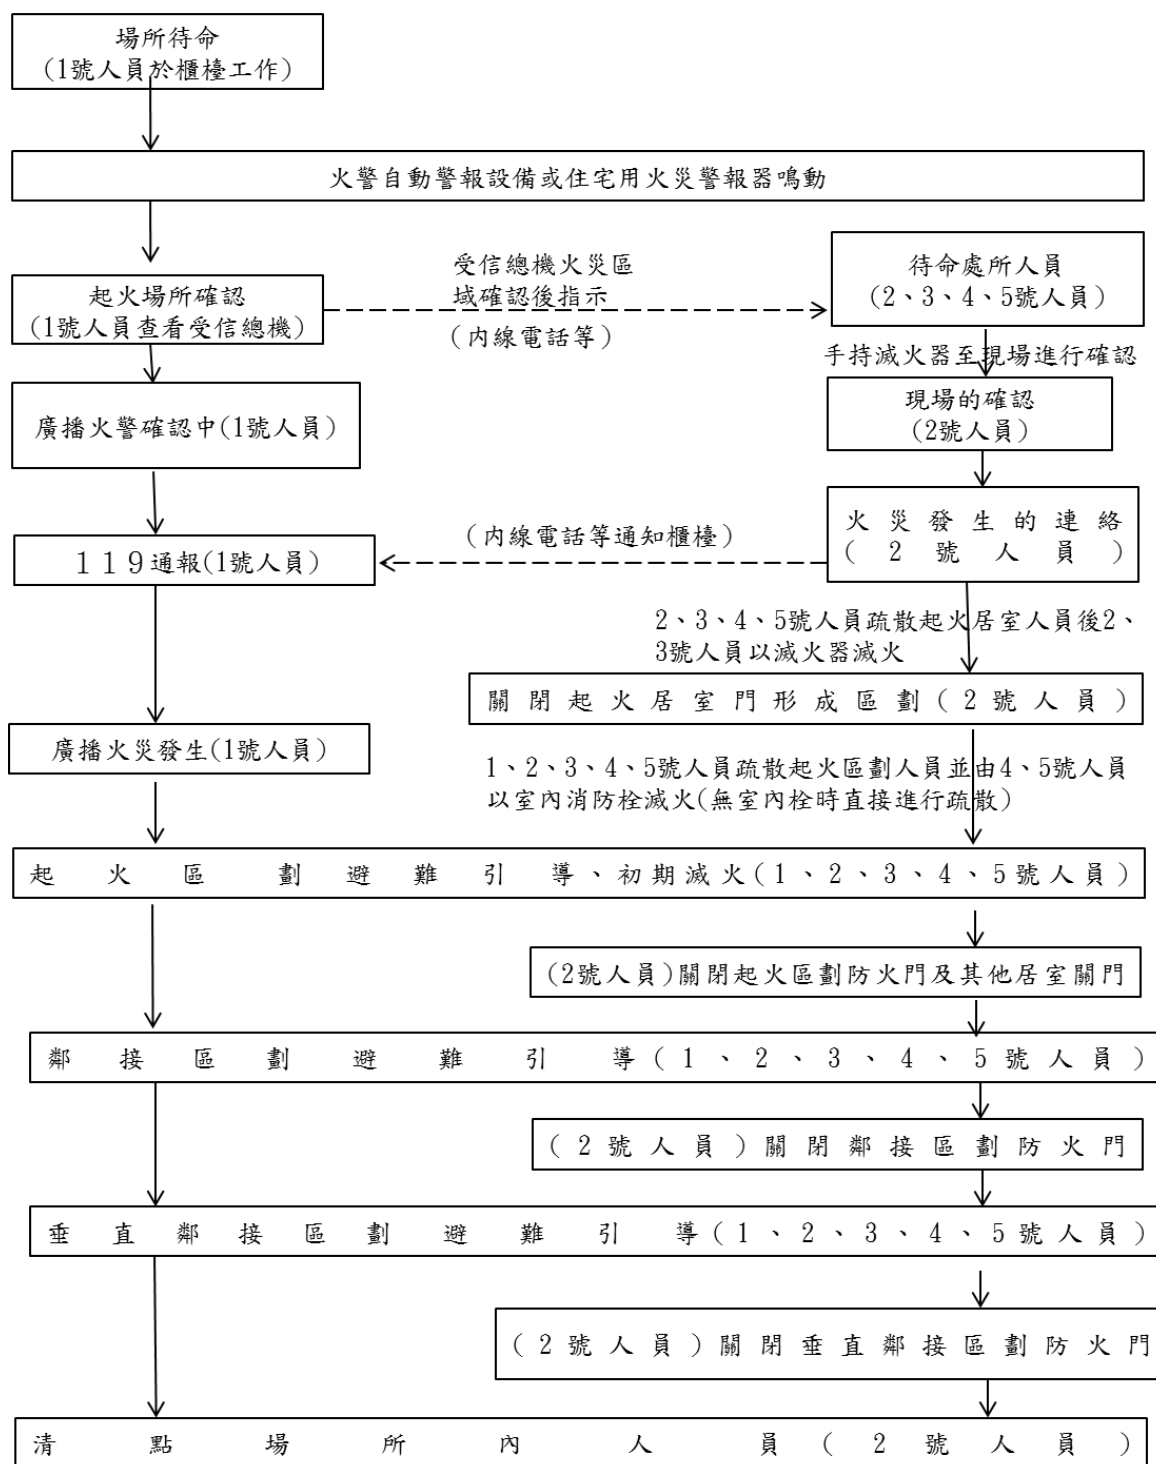 場所待命
(1號人員於櫃檯工作)
火警自動警報設備或住宅用火災警報器鳴動
受信總機火災區
域確認後指示
(內線電話等)
待命處所人員
(2、3、4、5號人員)
起火場所確認
(1號人員查看受信總機)
手持滅火器至現場進行確認
廣播火警確認中(1號人員)
現場的確認
(2號人員)
火災發生的連絡
(2號人員)
(內線電話等通知櫃檯)
119通報(1號人員)
2、3、4、5號人員疏散起火居室人員後2、
3號人員以滅火器滅火
關閉起火居室門形成區劃(2號人員)
廣播火災發生(1號人員)
1、2、3、4、5號人員疏散起火區劃人員並由4、5號人員
以室內消防栓滅火(無室內栓時直接進行疏散)
起火區劃避難引導、初期滅火(1、2、3、4、5號人員)
(2號人員)關閉起火區劃防火門及其他居室關門
鄰接區劃避難引導(1、2、3、4、5號人員)
(2號人員)關閉鄰接區劃防火門
垂直鄰接區劃避難引導(1、2、3、4、5號人員)
(2號人員)關閉垂直鄰接區劃防火門
清點場所內人員(2號人員)